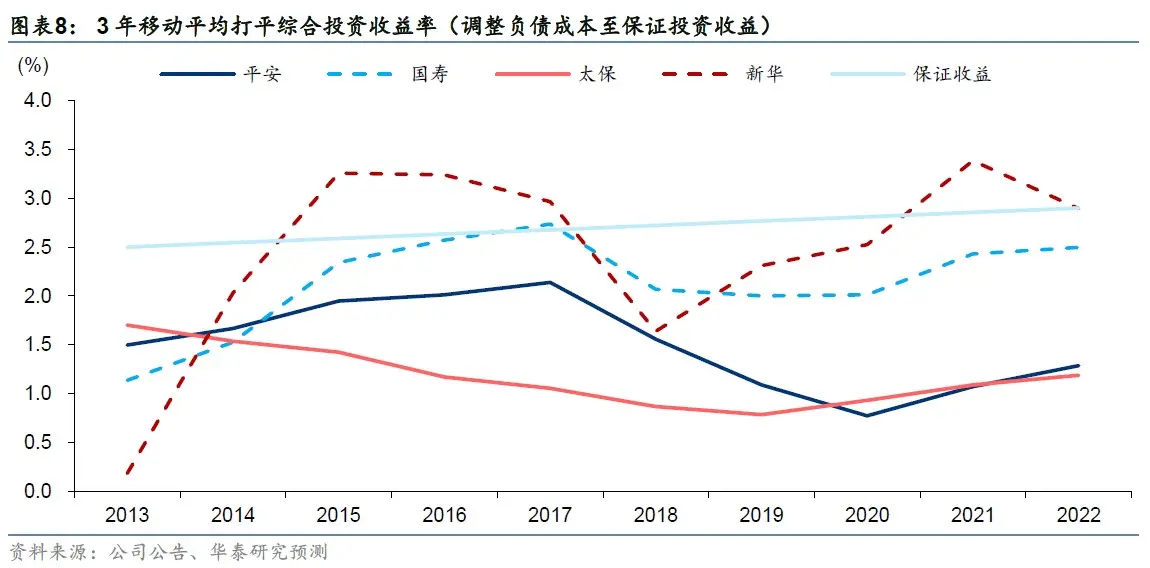 图表8： 3年移动平均打平综合投资收益率（调整负债成本至保证投资收益）
(%)
平安 国寿 太保 新华 保证收益
4.0
3.5
3.0
2.5
2.0
1.5
1.0
0.5
0.0
2013 2014 2015 2016 2017 2018 2019 2020 2021 2022
资料来源：公司公告、华泰研究预测